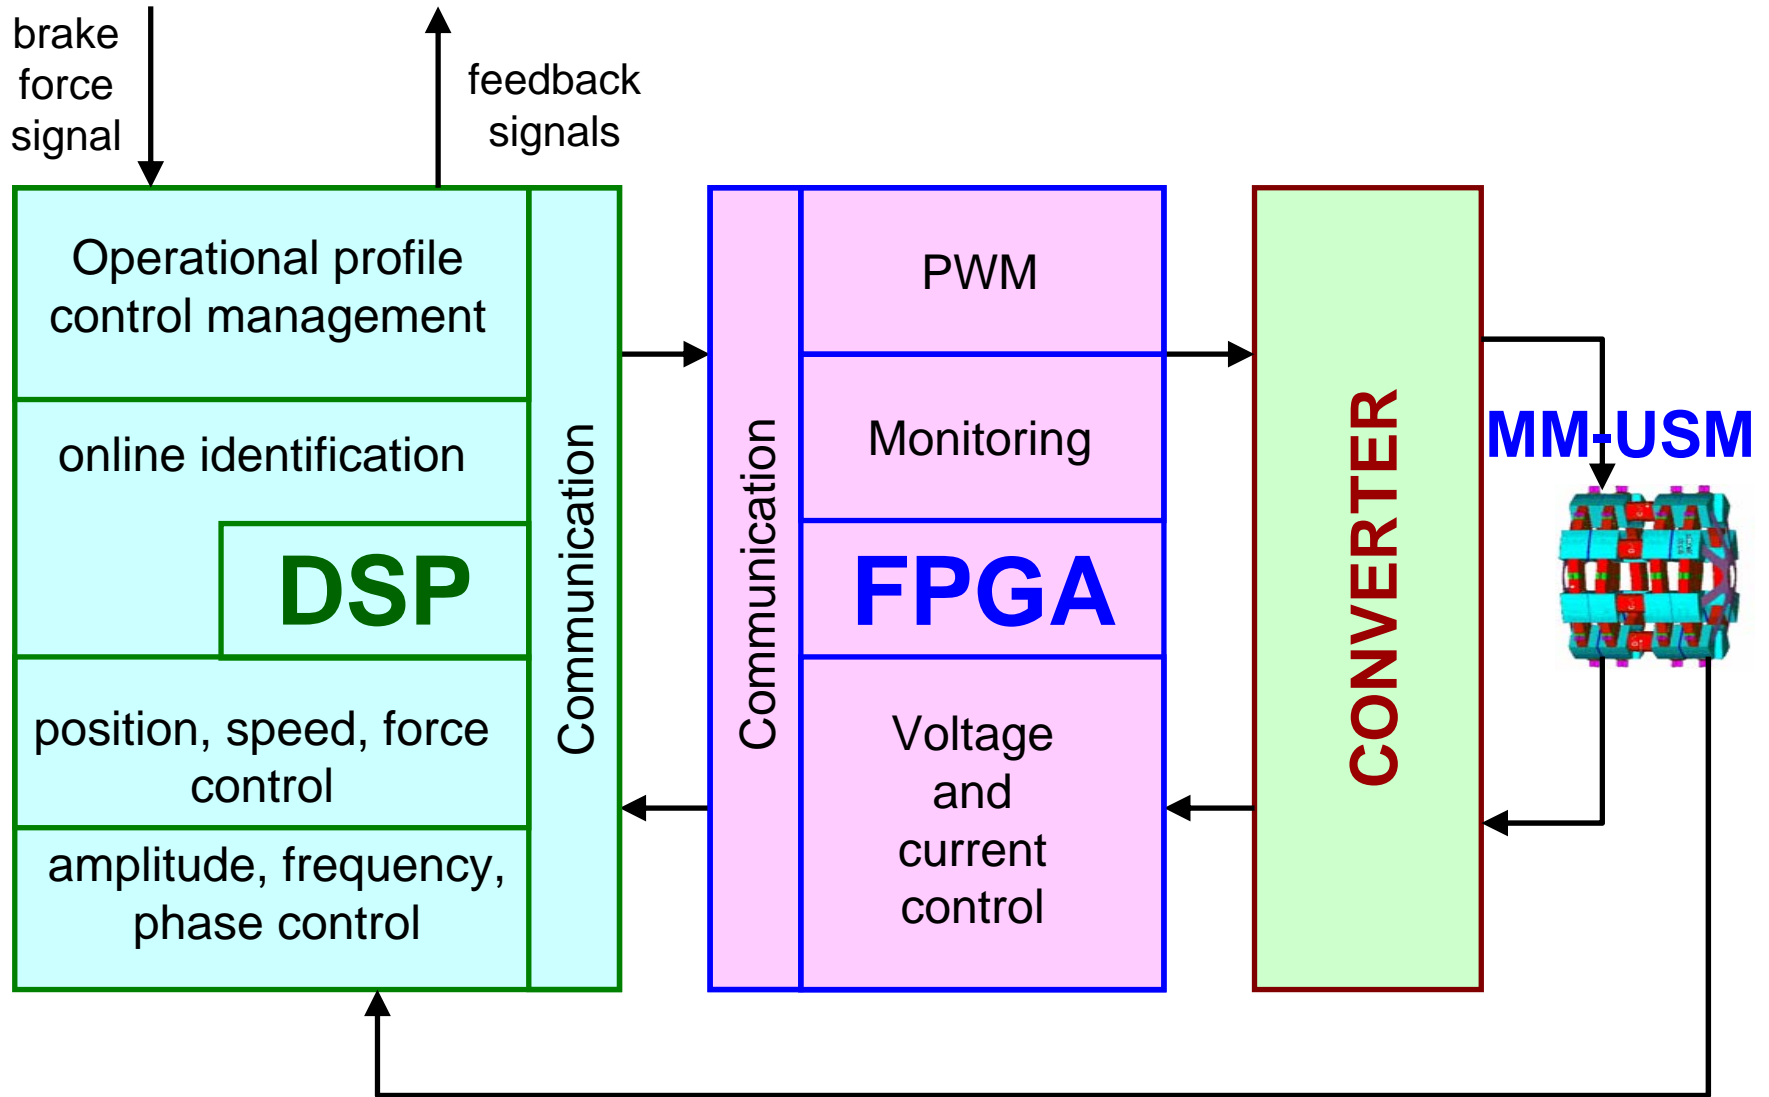 brake
force
signal
feedback
signals
Operational profile
control management
online identification
DSP
position, speed, force
control
amplitude, frequency,
phase control
Communication
Communication
PWM
Monitoring
FPGA
Voltage
and
current
control
CONVERTER
MM-USM